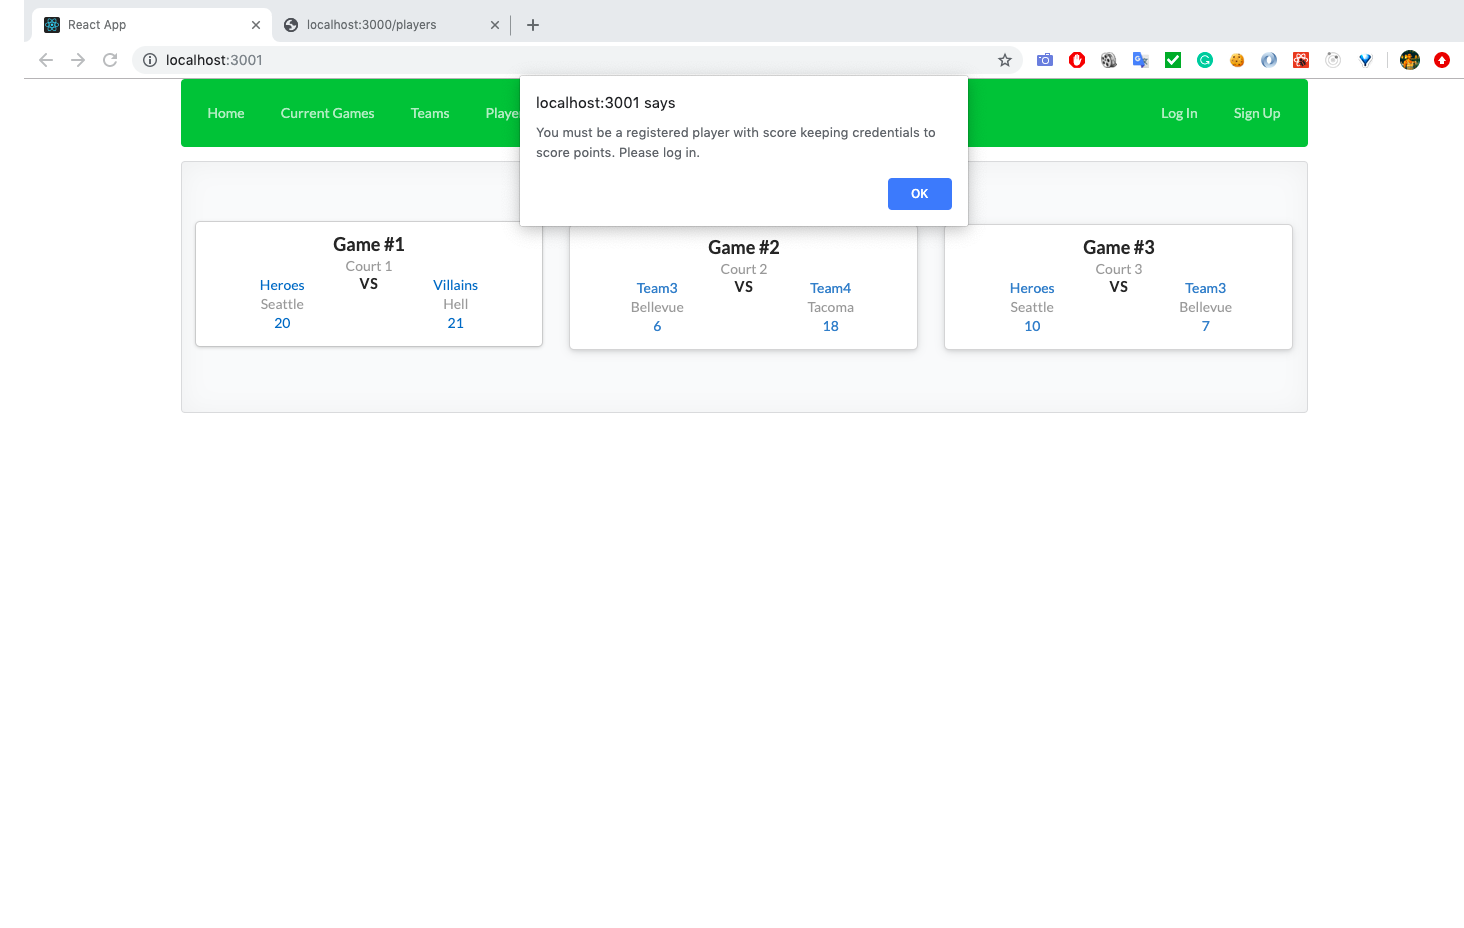 React App
localhost:3000/players
localhost:3001
localhost:3001 says
You must be a registered player with score keeping credentials to
score points. Please log in.
OK
Home Current Games Teams Log In Sign Up
Game #1
Court 1
Heroes VS Villains
Seattle Hell
20 21
Game #2
Court 2
Team3 VS Team4
Bellevue Tacoma
6 18
Game #3
Court 3
Heroes VS Team3
Seattle Bellevue
10 7